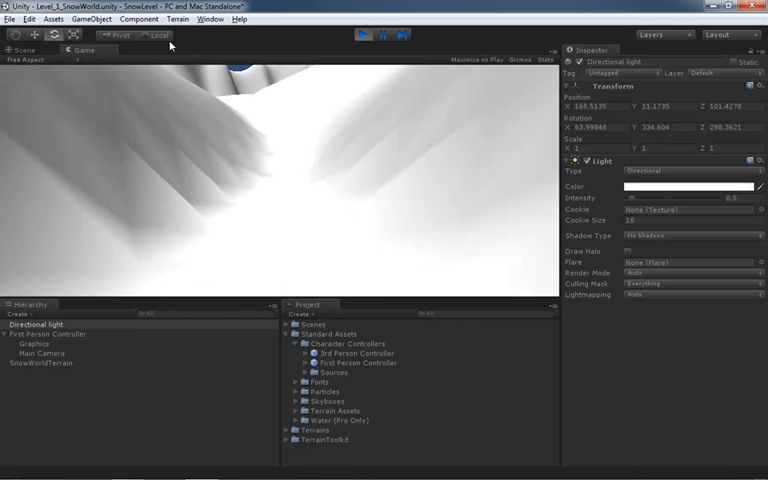 Unity - Level_1_SnowWorld.unity - SnowLevel - PC and Mac Standalone*
File Edit Assets GameObject Component Terrain Window Help
Pivot Local Layers Layout
Scene Game Inspector
Free Aspect Maximize on Play Gizmos Stats
Directional light Static
Tag Untagged Layer Default
Transform
Position
X 168.5135 Y 11.1735 Z 101.4278
Rotation
X 63.99848 Y 334.604 Z 298.3621
Scale
X 1 Y 1 Z 1
Light
Type Directional
Color
Intensity 0.5
Cookie None (Texture)
Cookie Size 10
Shadow Type No Shadows
Draw Halo
Flare None (Flare)
Render Mode Auto
Culling Mask Everything
Lightmapping Auto
Hierarchy
Create All
Directional light
First Person Controller
Graphics
Main Camera
SnowWorldTerrain
Project
Create All
Scenes
Standard Assets
Character Controllers
3rd Person Controller
First Person Controller
Sources
Fonts
Particles
Skyboxes
Terrain Assets
Water (Pro Only)
Terrains
TerrainToolkit